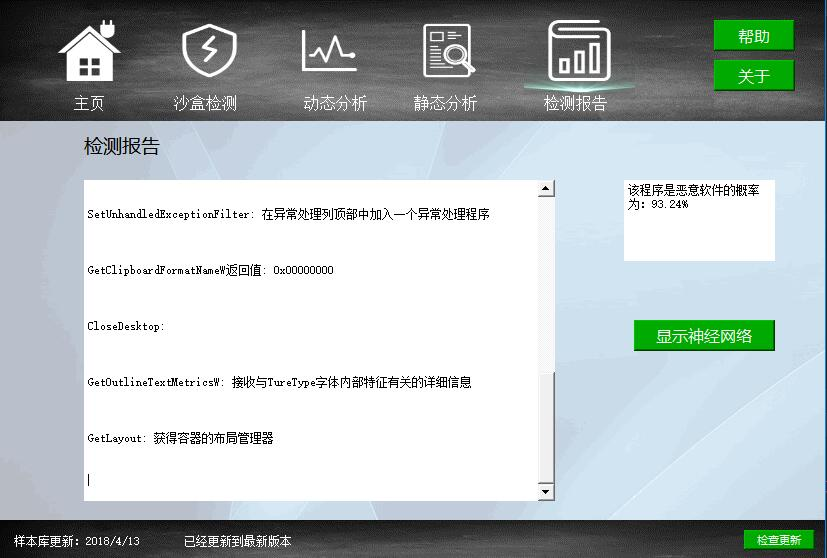 帮助
关于
主页
沙盒检测
动态分析
静态分析
检测报告
检测报告
SetUnhandledExceptionFilter: 在异常处理列顶部中加入一个异常处理程序
GetClipboardFormatNameW返回值: 0x00000000
CloseDesktop:
GetOutlineTextMetricsW: 接收与TureType字体内部特征有关的详细信息
GetLayout: 获得容器的布局管理器
该程序是恶意软件的概率
为: 93.24%
显示神经网络
样本库更新: 2018/4/13
已经更新到最新版本
检查更新